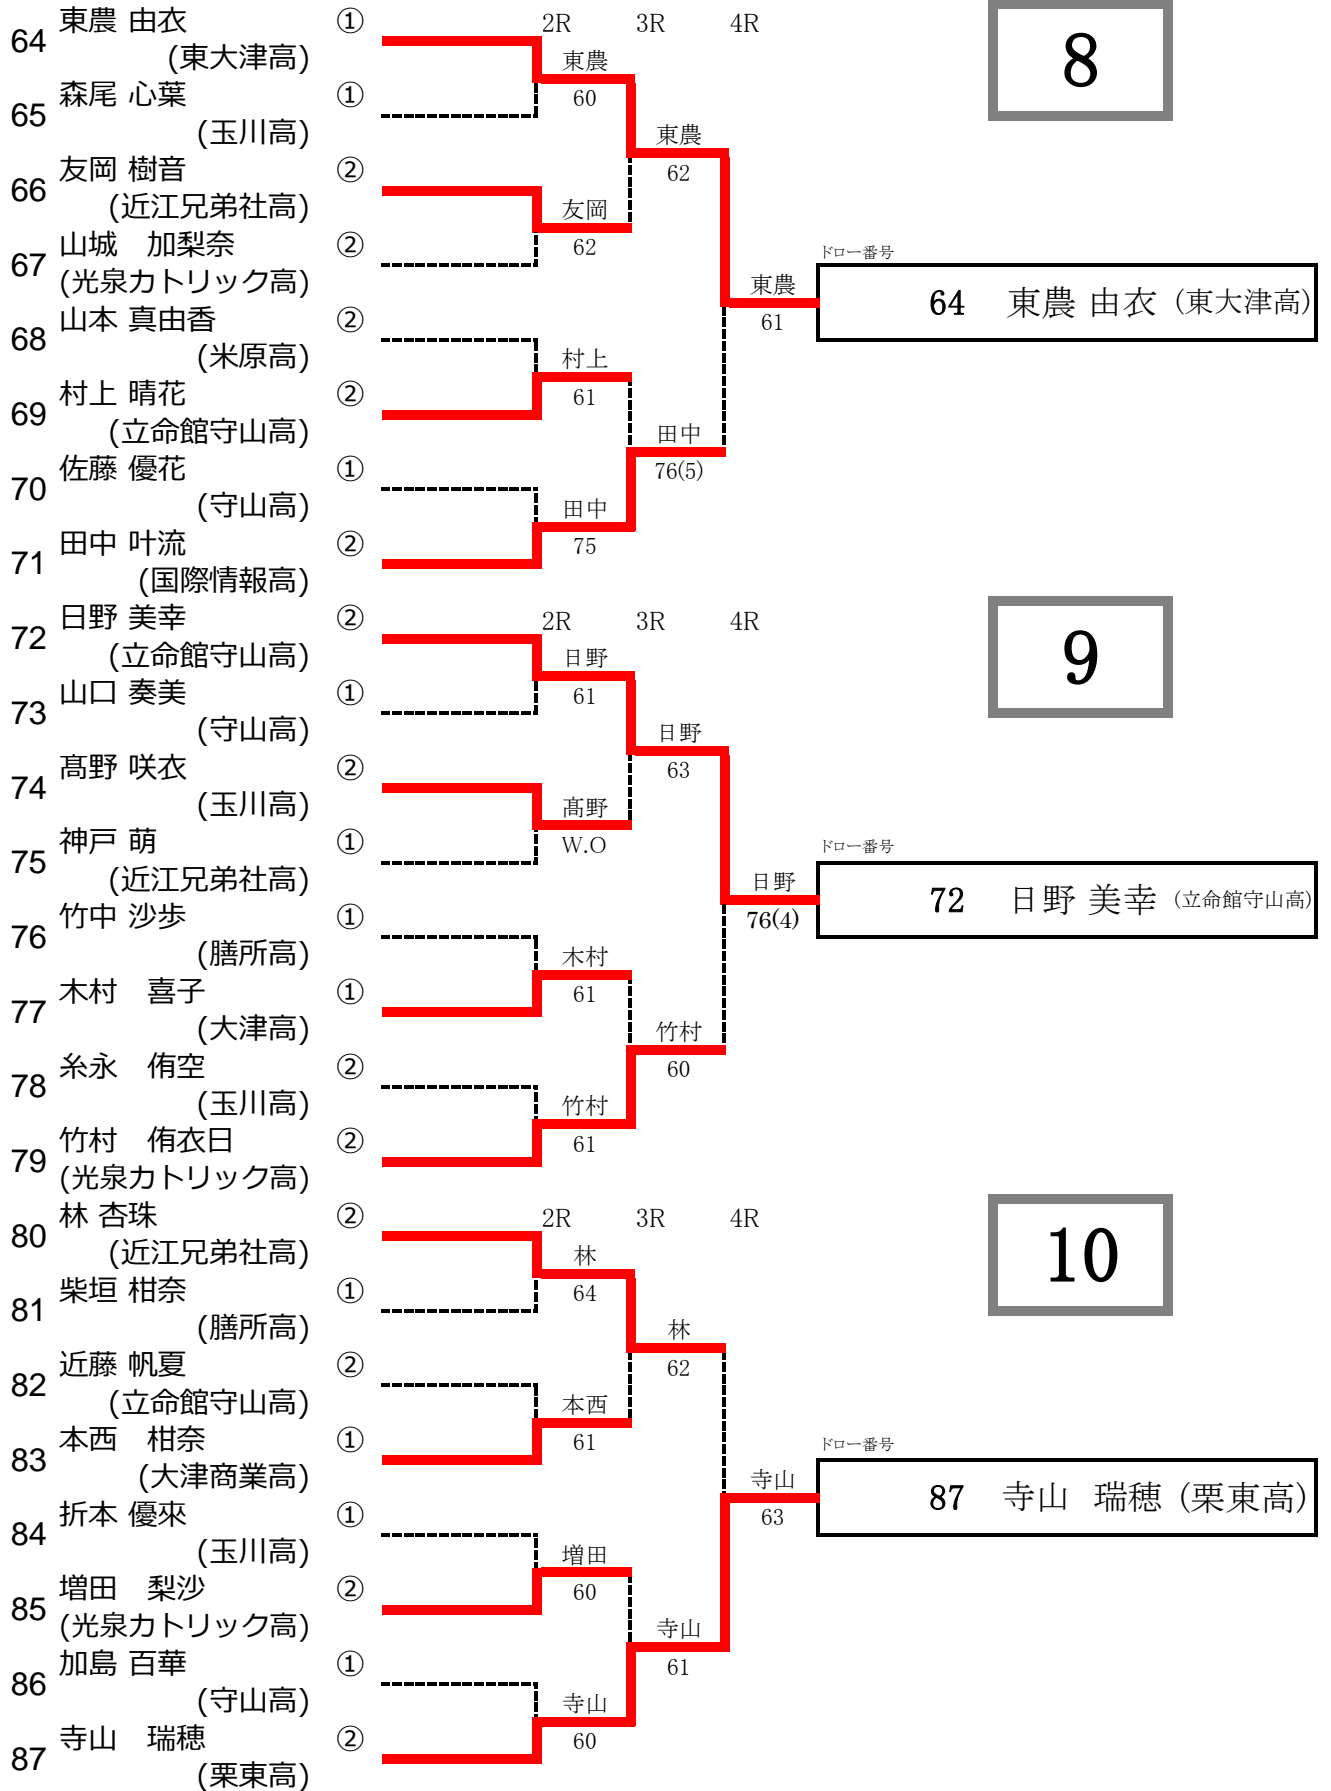 64 東農 由衣 ①
(東大津高)
65 森尾 心葉 ①
(玉川高)
66 友岡 樹音 ②
(近江兄弟社高)
67 山城　加梨奈 ②
(光泉カトリック高)
68 山本 真由香 ②
(米原高)
69 村上 晴花 ②
(立命館守山高)
70 佐藤 優花 ①
(守山高)
71 田中 叶流 ②
(国際情報高)
2R 3R 4R
8
東農
60
友岡
62
村上
61
田中
75
東農
62
田中
76(5)
東農
61
ドロー番号
64 東農 由衣 (東大津高)
72 日野 美幸 ②
(立命館守山高)
73 山口 奏美 ①
(守山高)
74 髙野 咲衣 ②
(玉川高)
75 神戸 萌 ①
(近江兄弟社高)
76 竹中 沙歩 ①
(膳所高)
77 木村　喜子 ①
(大津高)
78 糸永　侑空 ②
(玉川高)
79 竹村　侑衣日 ②
(光泉カトリック高)
2R 3R 4R
9
日野
61
髙野
W.O
木村
61
竹村
61
日野
63
竹村
60
日野
76(4)
ドロー番号
72 日野 美幸 (立命館守山高)
80 林 杏珠 ②
(近江兄弟社高)
81 柴垣 柑奈 ①
(膳所高)
82 近藤 帆夏 ②
(立命館守山高)
83 本西　柑奈 ①
(大津商業高)
84 折本 優來 ①
(玉川高)
85 増田　梨沙 ②
(光泉カトリック高)
86 加島 百華 ①
(守山高)
87 寺山　瑞穂 ②
(栗東高)
2R 3R 4R
10
林
64
本西
61
増田
60
寺山
60
林
62
寺山
61
寺山
63
ドロー番号
87 寺山　瑞穂 (栗東高)